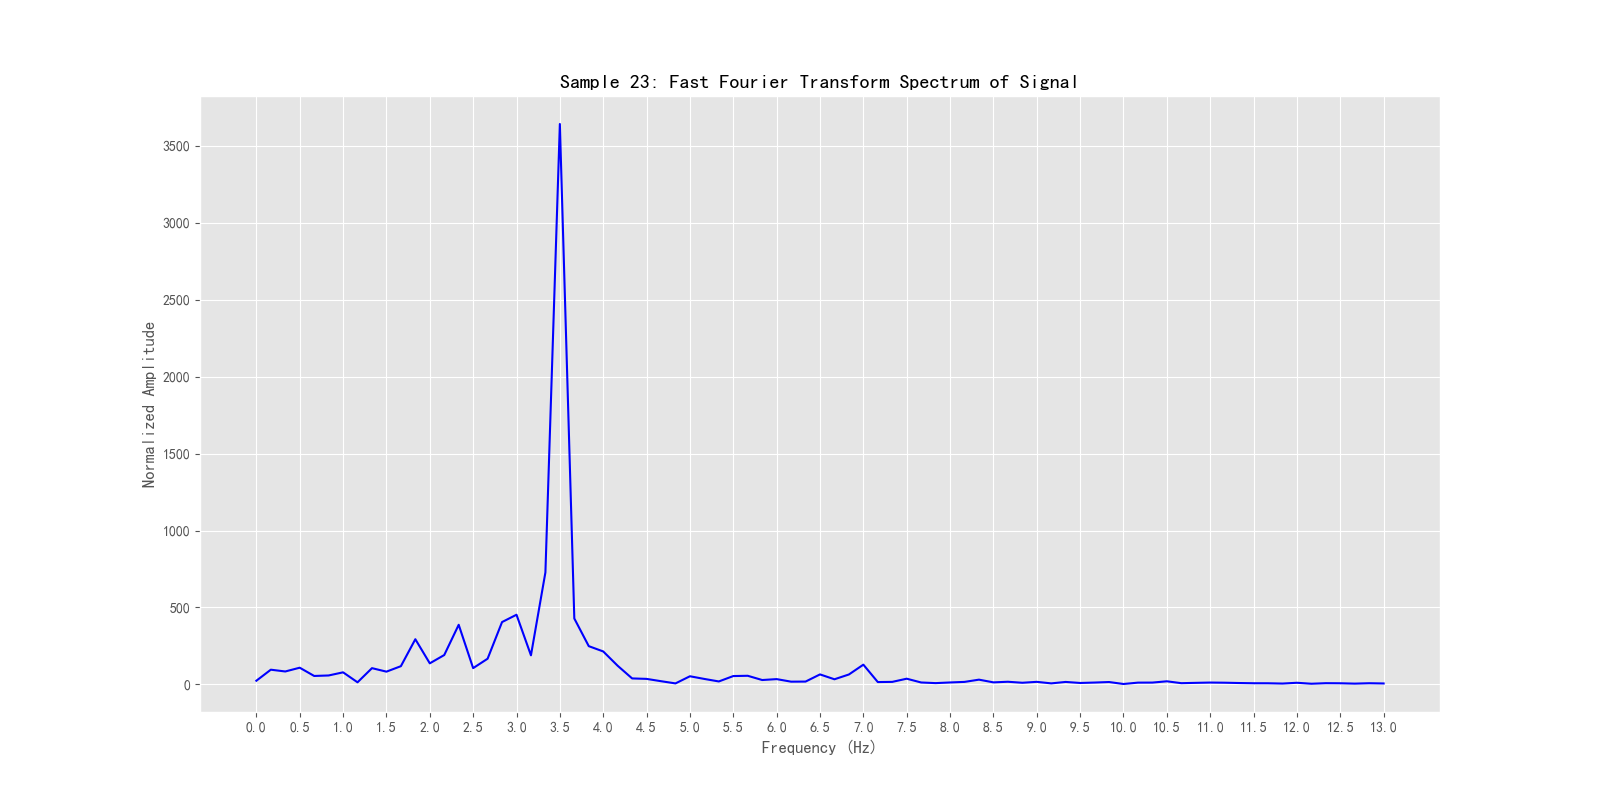 Sample 23: Fast Fourier Transform Spectrum of Signal
Normalized Amplitude
3500
3000
2500
2000
1500
1000
500
0
0.0 0.5 1.0 1.5 2.0 2.5 3.0 3.5 4.0 4.5 5.0 5.5 6.0 6.5 7.0 7.5 8.0 8.5 9.0 9.5 10.0 10.5 11.0 11.5 12.0 12.5 13.0
Frequency (Hz)